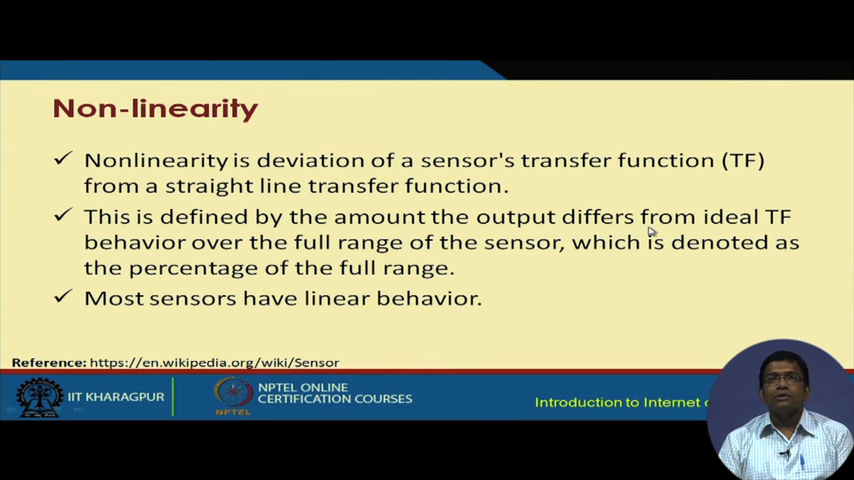 Non-linearity
✓ Nonlinearity is deviation of a sensor's transfer function (TF)
from a straight line transfer function.
✓ This is defined by the amount the output differs from ideal TF
behavior over the full range of the sensor, which is denoted as
the percentage of the full range.
✓ Most sensors have linear behavior.
Reference: https://en.wikipedia.org/wiki/Sensor
IIT KHARAGPUR
NPTEL
NPTEL ONLINE
CERTIFICATION COURSES
Introduction to Internet